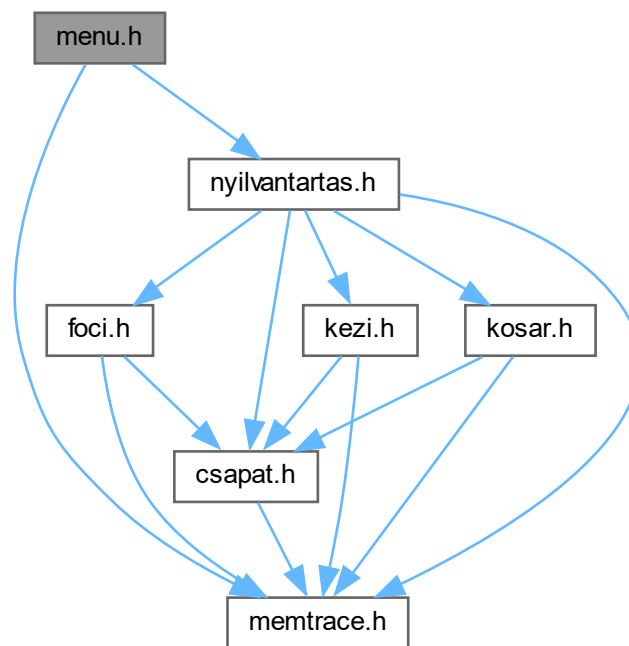 menu.h
nyilvantartas.h
foci.h
kezi.h
kosar.h
csapat.h
memtrace.h